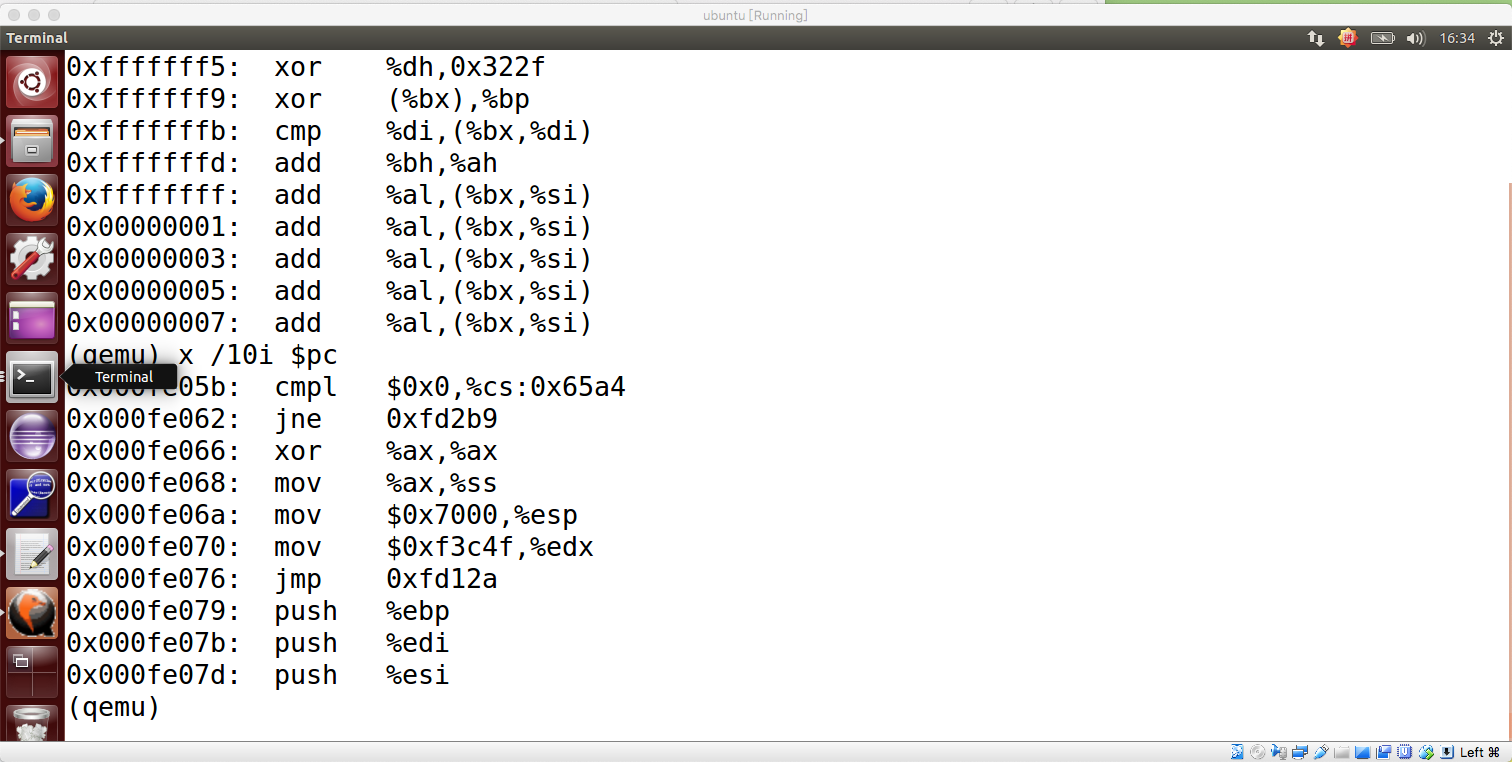 ubuntu [Running]
Terminal 16:34
0xfffffff5: xor %dh,0x322f
0xfffffff9: xor (%bx),%bp
0xfffffffb: cmp %di,(%bx,%di)
0xfffffffd: add %bh,%ah
0xffffffff: add %al,(%bx,%si)
0x00000001: add %al,(%bx,%si)
0x00000003: add %al,(%bx,%si)
0x00000005: add %al,(%bx,%si)
0x00000007: add %al,(%bx,%si)
(qemu) x /10i $pc
Terminal
0x000fe05b: cmpl $0x0,%cs:0x65a4
0x000fe062: jne 0xfd2b9
0x000fe066: xor %ax,%ax
0x000fe068: mov %ax,%ss
0x000fe06a: mov $0x7000,%esp
0x000fe070: mov $0xf3c4f,%edx
0x000fe076: jmp 0xfd12a
0x000fe079: push %ebp
0x000fe07b: push %edi
0x000fe07d: push %esi
(qemu)
Left ⌘